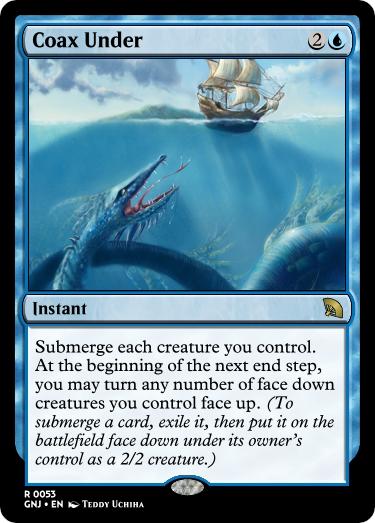 Coax Under 2
Instant
Submerge each creature you control.
At the beginning of the next end step,
you may turn any number of face down
creatures you control face up. (To
submerge a card, exile it, then put it on the
battlefield face down under its owner's
control as a 2/2 creature.)
R 0053
GNJ • EN Teddy Uchiha